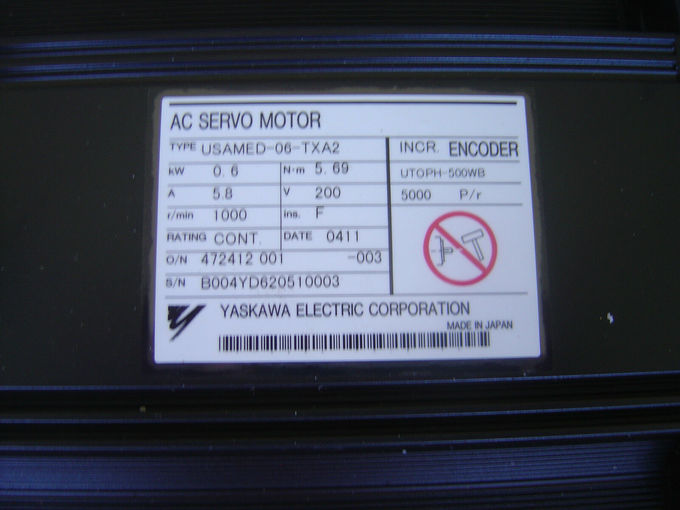 AC SERVO MOTOR
TYPE USAMED-06-TXA2
kW 0.6 N·m 5.69
A 5.8 V 200
r/min 1000 ins. F
RATING CONT. DATE 0411
O/N 472412 001 -003
S/N B004YD620510003
INCR. ENCODER
UTOPH-500WB
5000 P/r
YASKAWA ELECTRIC CORPORATION
MADE IN JAPAN